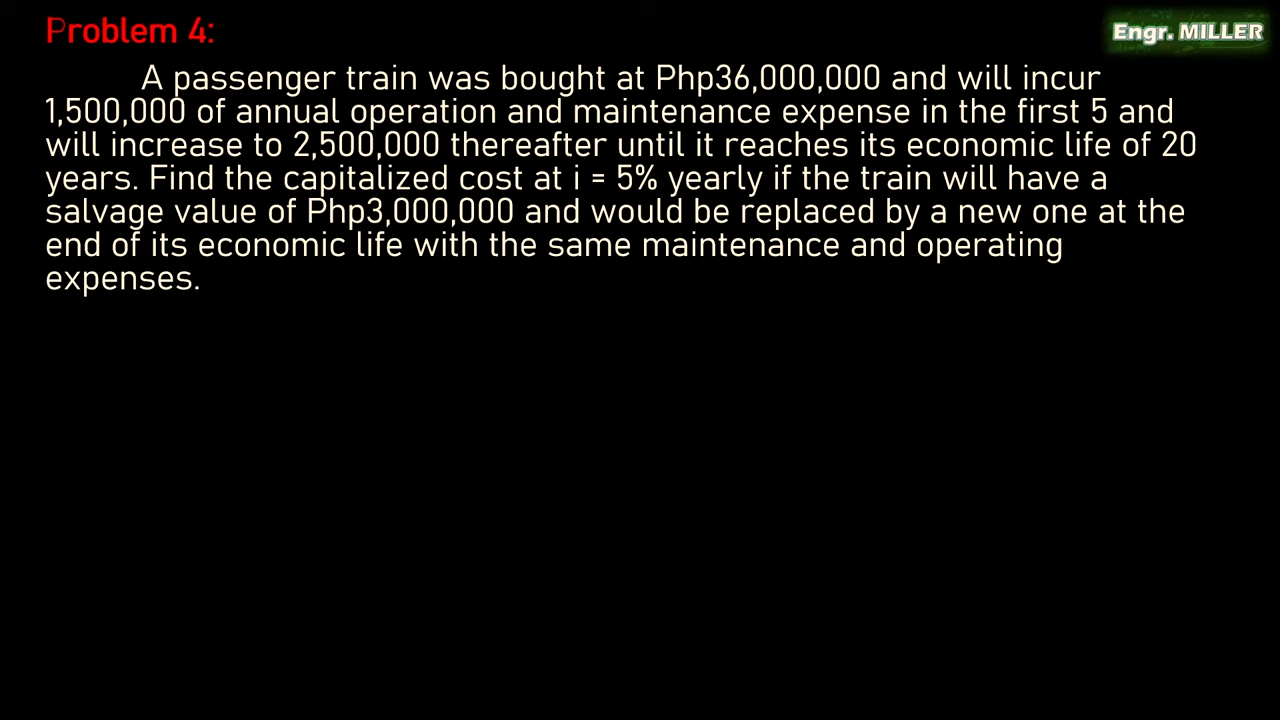 Problem 4:
Engr. MILLER
A passenger train was bought at Php36,000,000 and will incur
1,500,000 of annual operation and maintenance expense in the first 5 and
will increase to 2,500,000 thereafter until it reaches its economic life of 20
years. Find the capitalized cost at i = 5% yearly if the train will have a
salvage value of Php3,000,000 and would be replaced by a new one at the
end of its economic life with the same maintenance and operating
expenses.